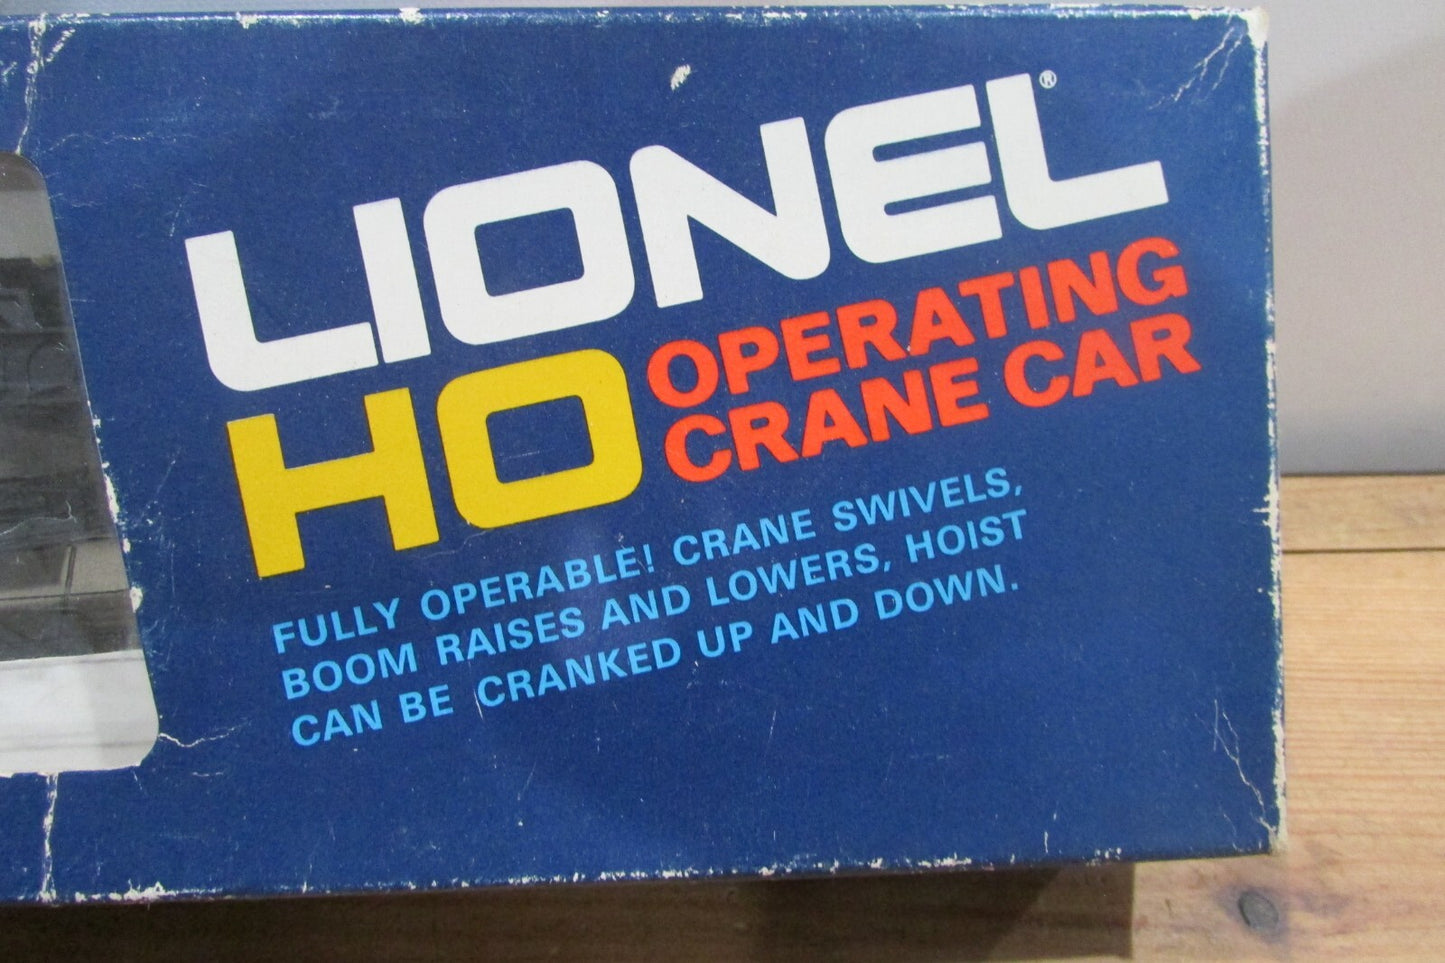 LIONEL®
HO OPERATING
CRANE CAR
FULLY OPERABLE! CRANE SWIVELS,
BOOM RAISES AND LOWERS, HOIST
CAN BE CRANKED UP AND DOWN.